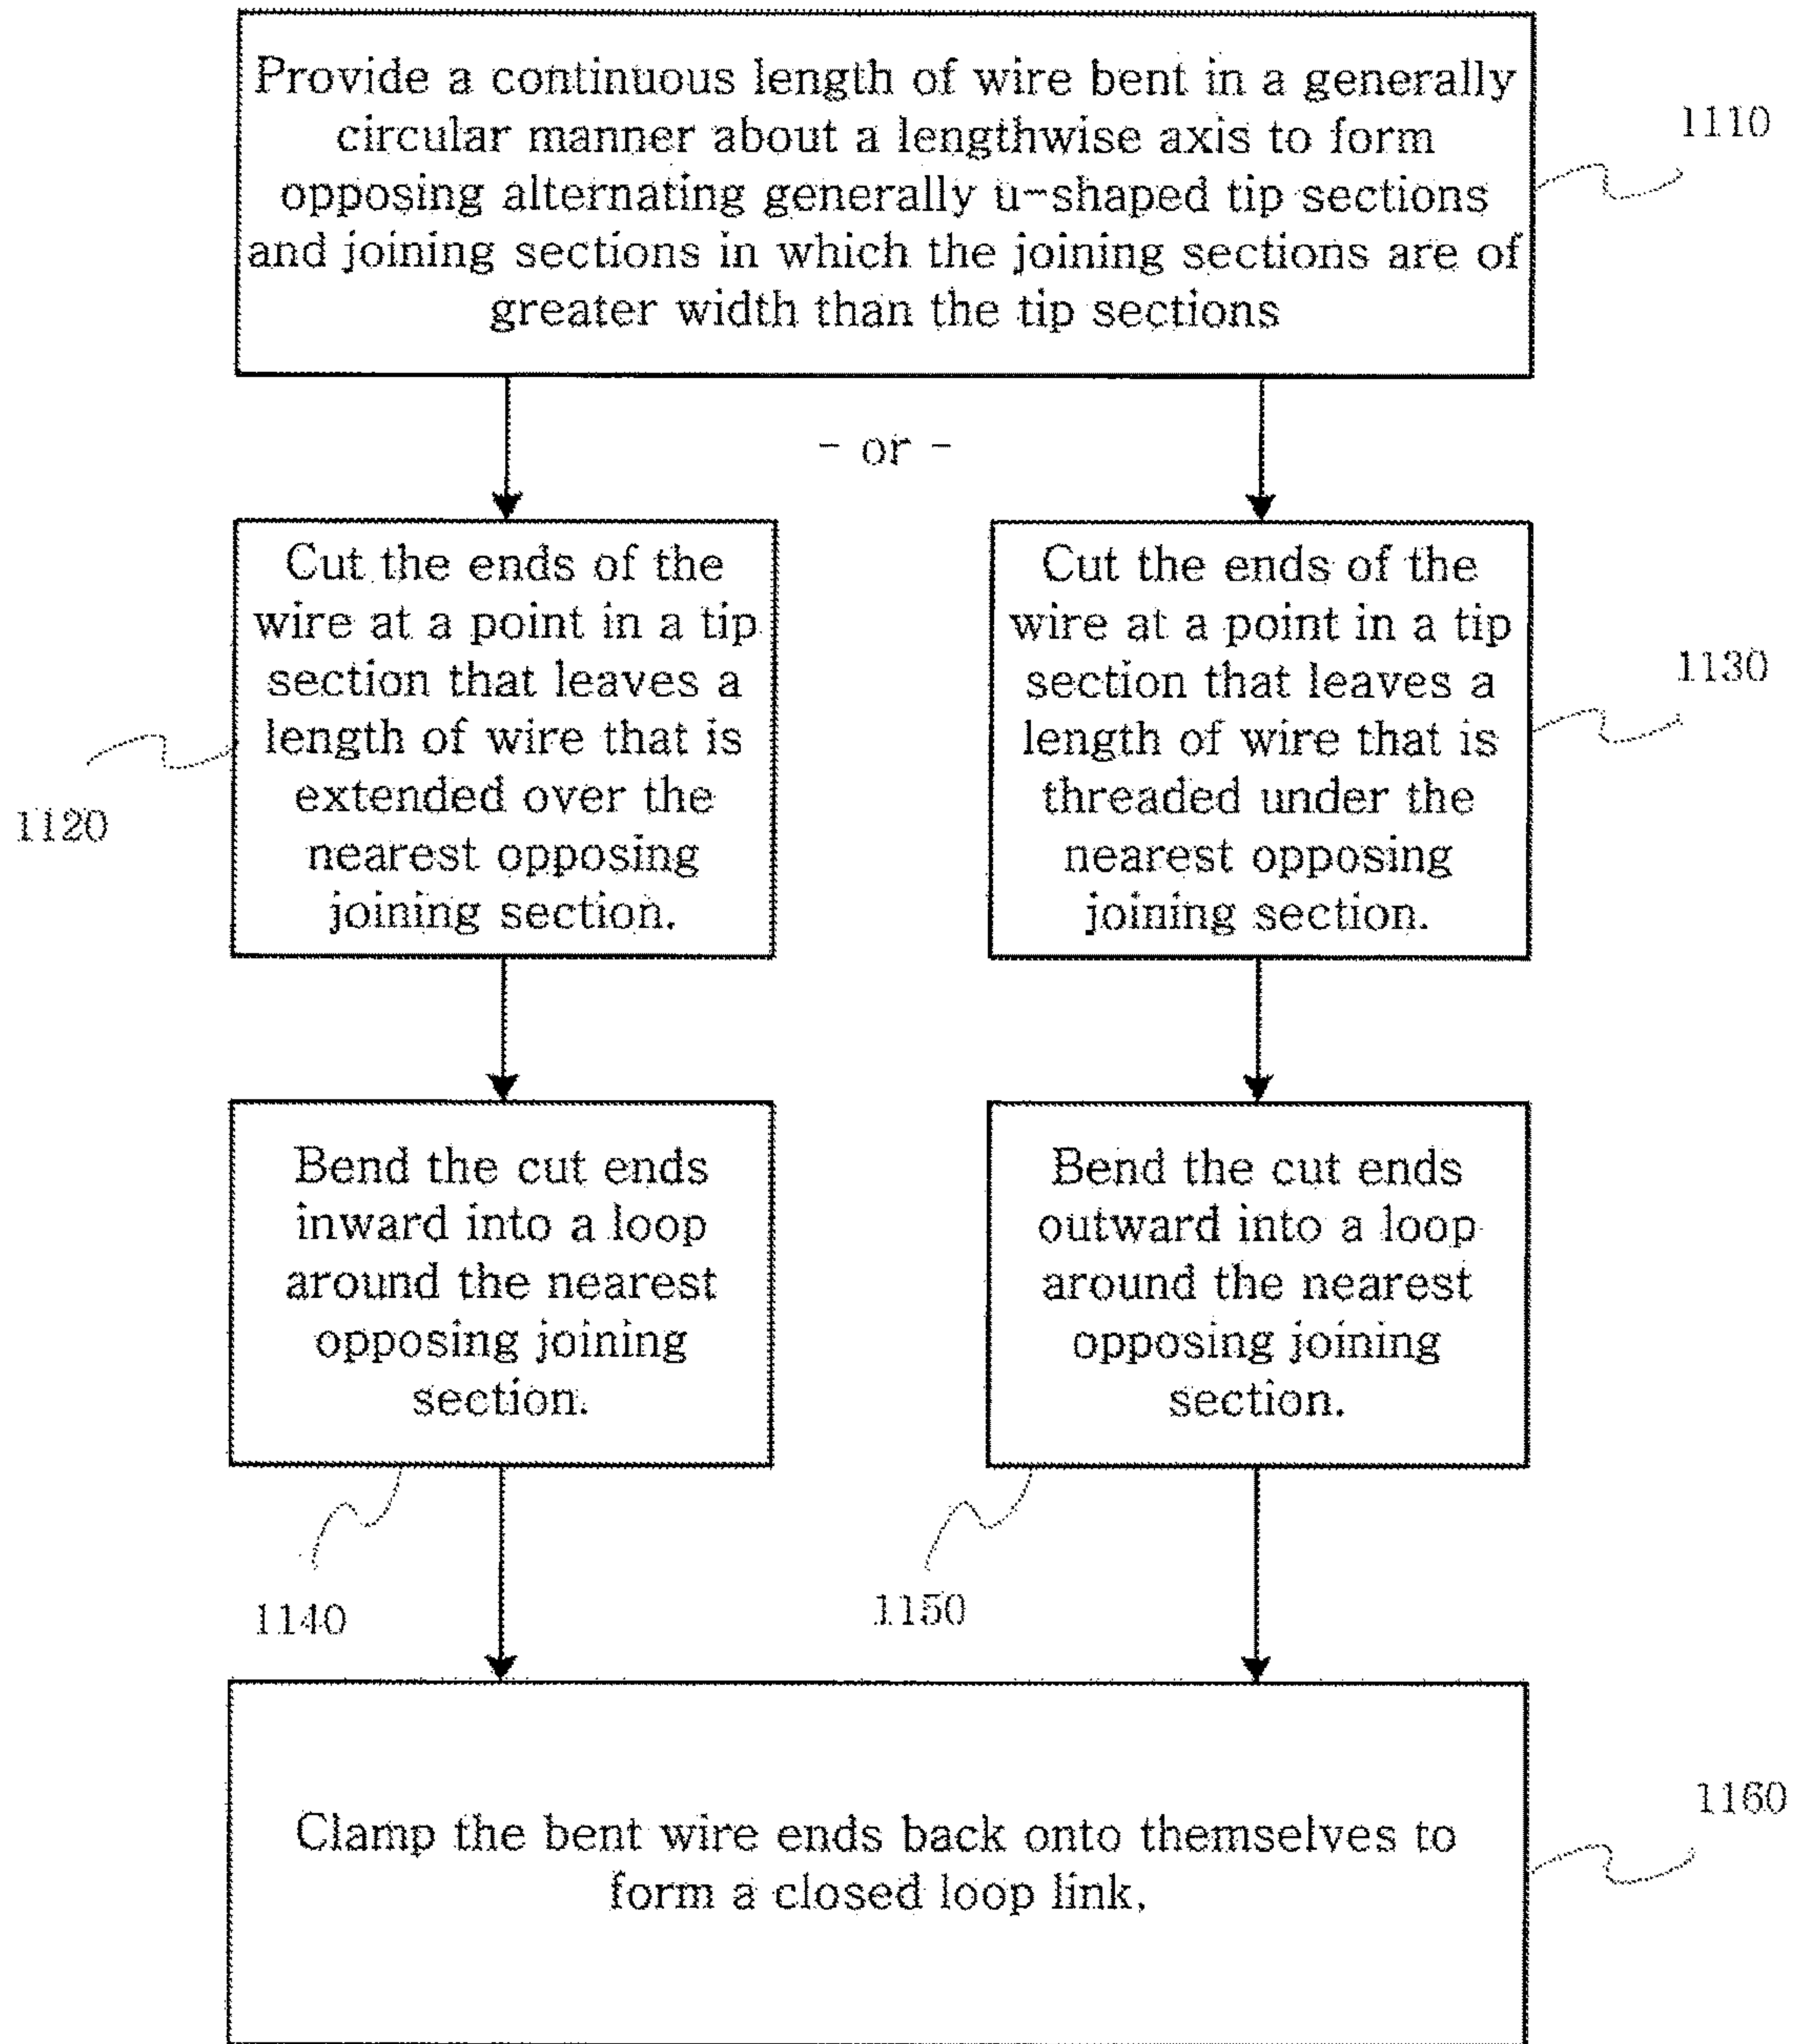 Provide a continuous length of wire bent in a generally
circular manner about a lengthwise axis to form
opposing alternating generally u-shaped tip sections
and joining sections in which the joining sections are of
greater width than the tip sections
1110
- or -
Cut the ends of the
wire at a point in a tip
section that leaves a
length of wire that is
extended over the
nearest opposing
joining section.
1120
Cut the ends of the
wire at a point in a tip
section that leaves a
length of wire that is
threaded under the
nearest opposing
joining section.
1130
Bend the cut ends
inward into a loop
around the nearest
opposing joining
section.
1140
Bend the cut ends
outward into a loop
around the nearest
opposing joining
section.
1150
Clamp the bent wire ends back onto themselves to
form a closed loop link.
1160